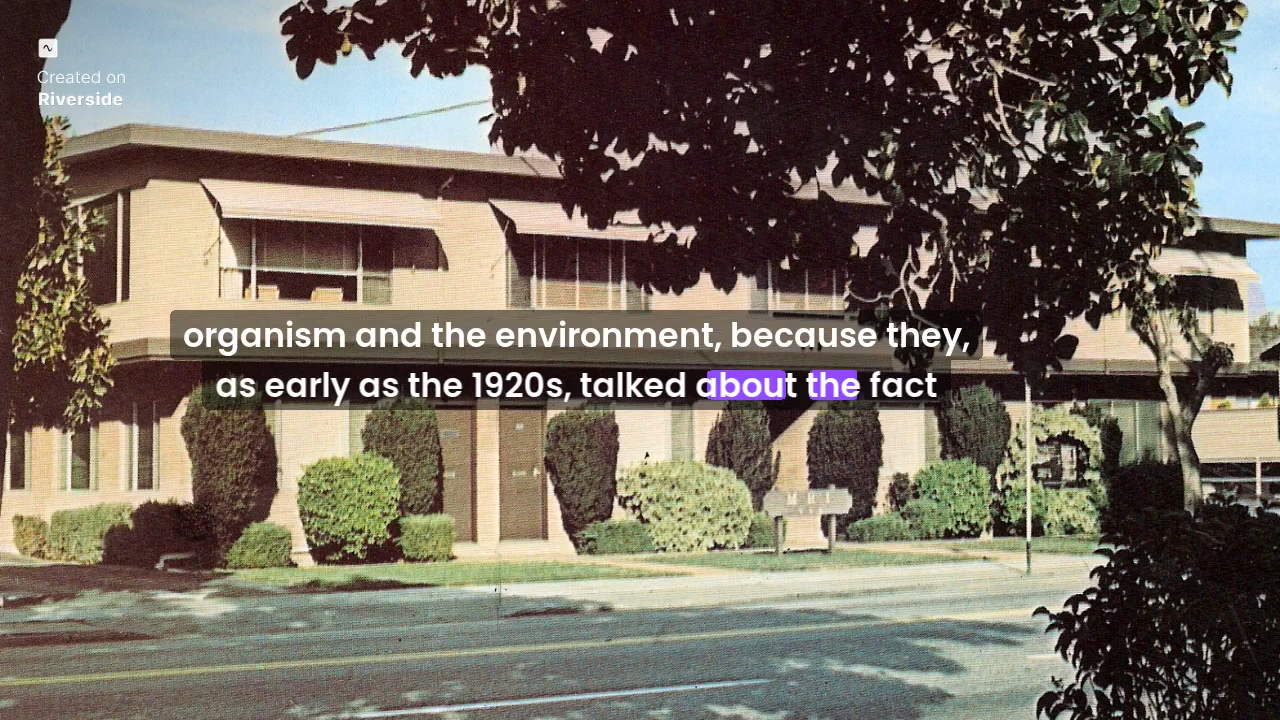 Created on
Riverside
organism and the environment, because they,
as early as the 1920s, talked about the fact